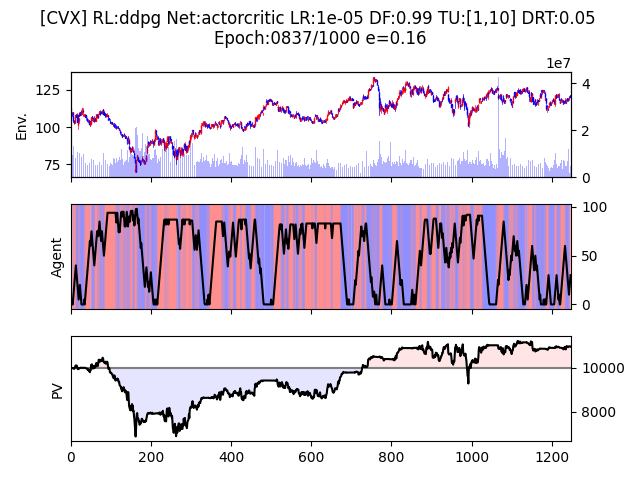 [CVX] RL:ddpg Net:actorcritic LR:1e-05 DF:0.99 TU:[1,10] DRT:0.05
Epoch:0837/1000 e=0.16
1e7
125
100
75
Env.
4
2
0
Agent
100
50
0
PV
10000
8000
0 200 400 600 800 1000 1200